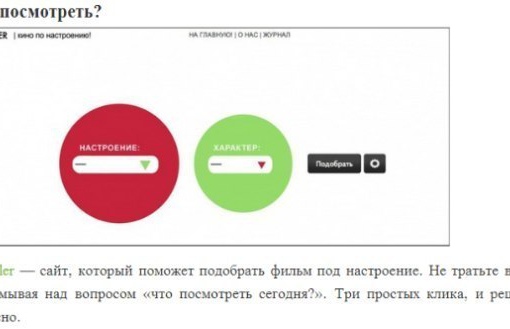 посмотреть?
ER | кино по настроению!
НА ГЛАВНУЮ! | О НАС | ЖУРНАЛ
НАСТРОЕНИЕ:
—
ХАРАКТЕР:
—
Подобрать
ler — сайт, который поможет подобрать фильм под настроение. Не тратьте в
мывая над вопросом «что посмотреть сегодня?». Три простых клика, и реш
но.